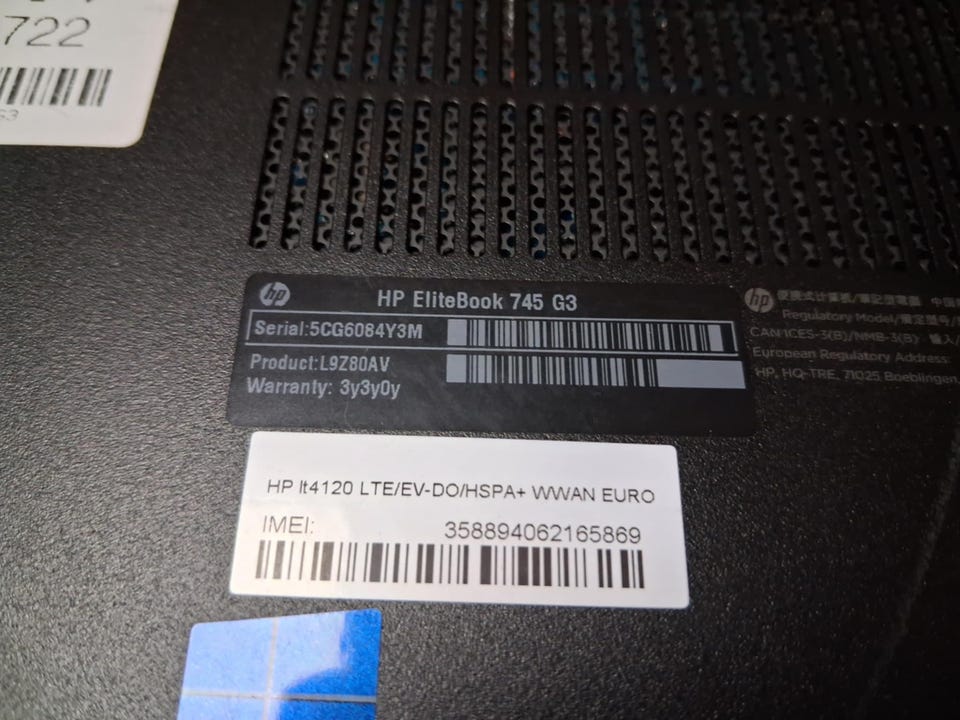 722
G3
hp
HP EliteBook 745 G3
Serial:5CG6084Y3M
Product:L9Z80AV
Warranty: 3y3y0y
hp
Regulatory Model/
CAN ICES-3(B)/NMB-3(B)
European Regulatory Address:
HP, HQ-TRE, 71025 Boeblingen,
HP lt4120 LTE/EV-DO/HSPA+ WWAN EURO
IMEI: 358894062165869